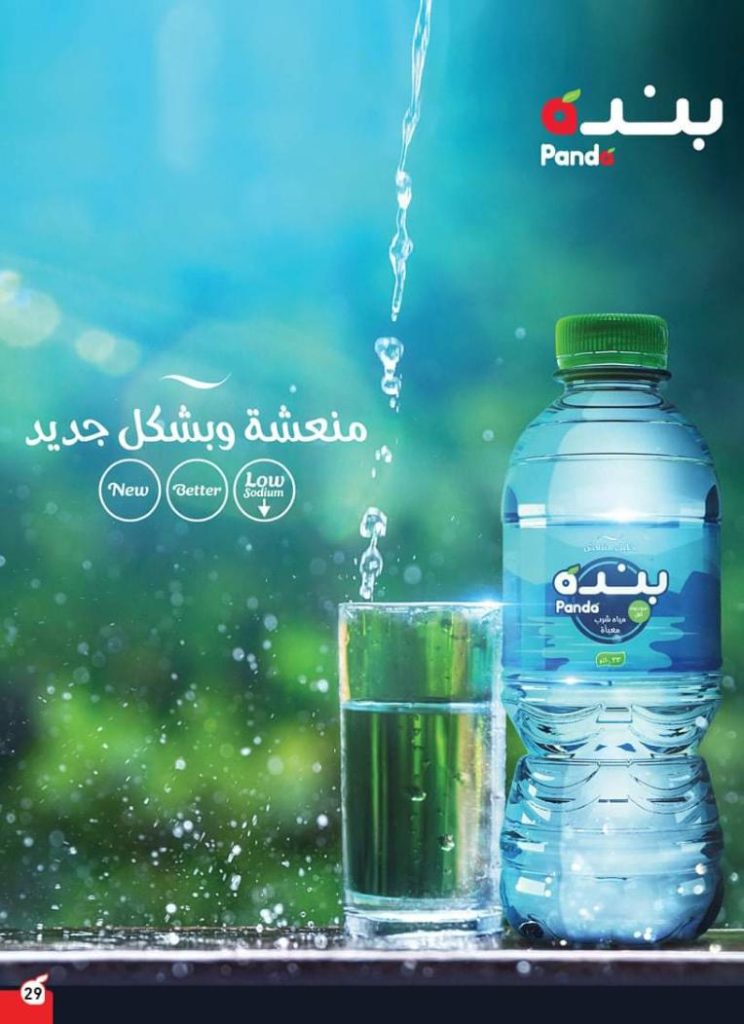 بنده
Panda
منعشة وبشكل جديد
New
Better
Low
Sodium
بنده
Panda
مياه شرب
معبأة
29